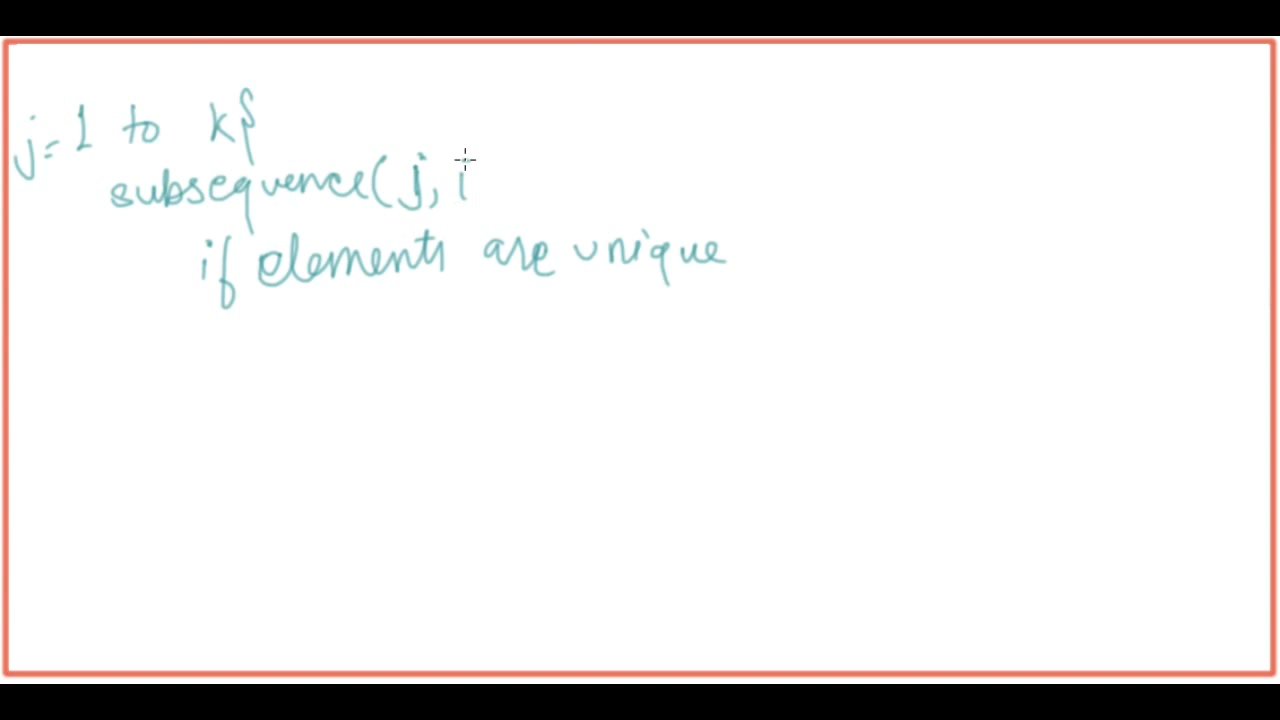 j=1 to k{
subsequence(j, i
if elements are unique